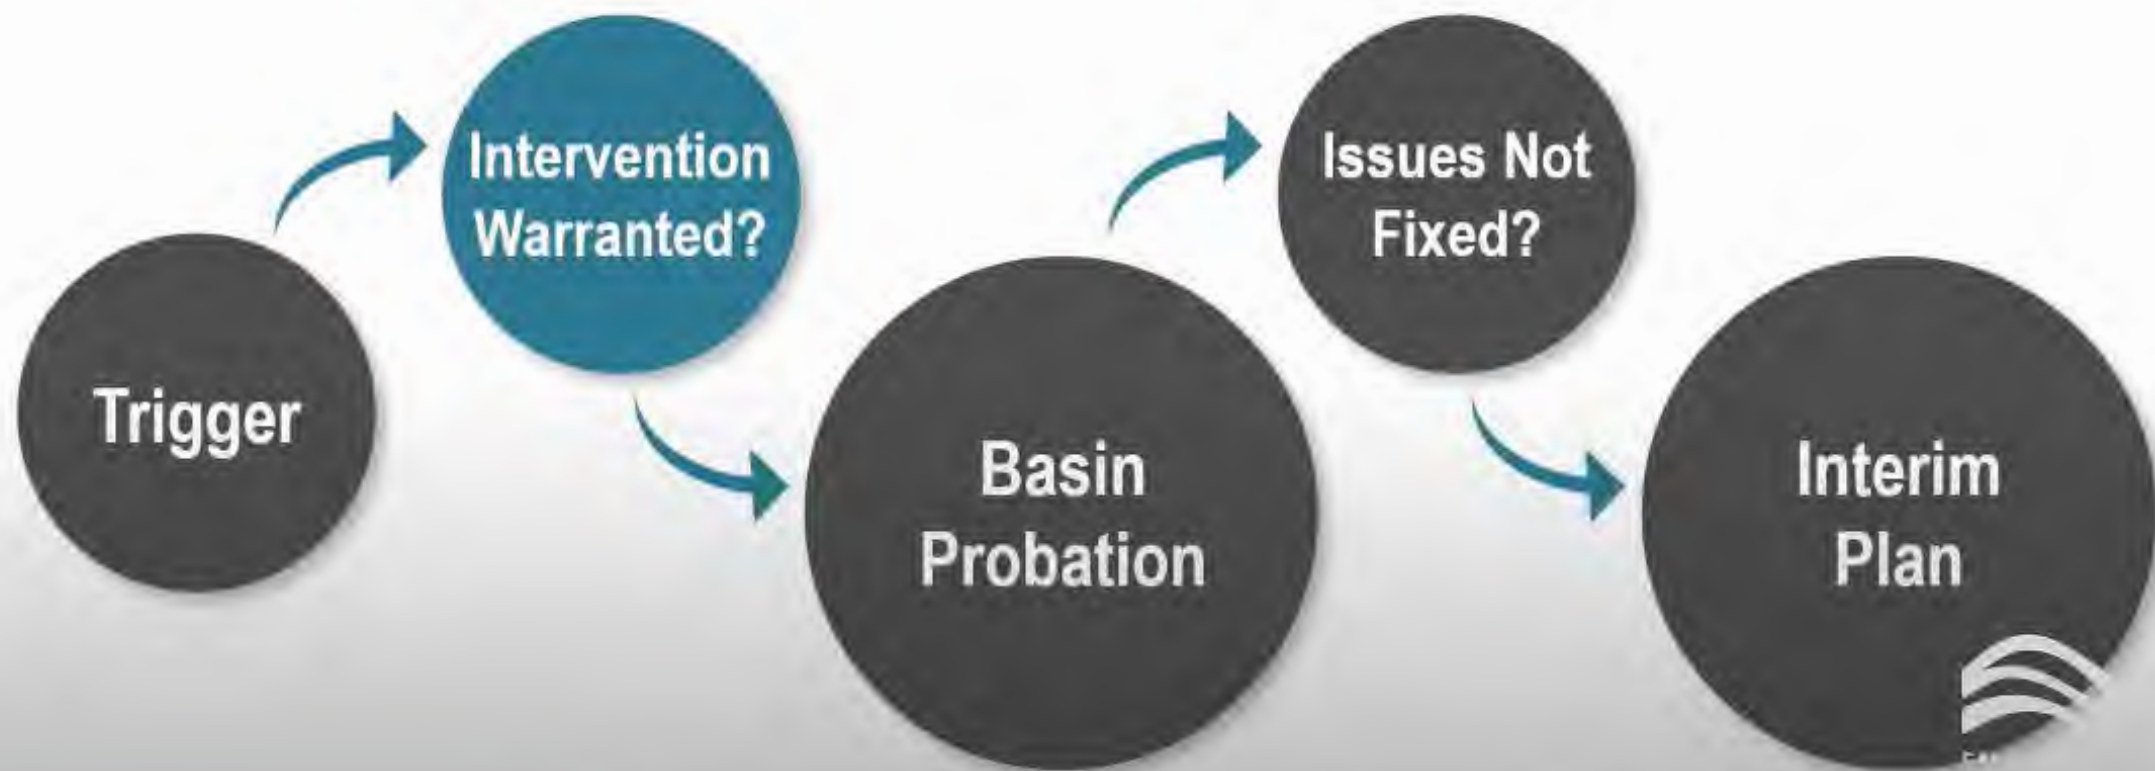 Trigger
Intervention
Warranted?
Basin
Probation
Issues Not
Fixed?
Interim
Plan